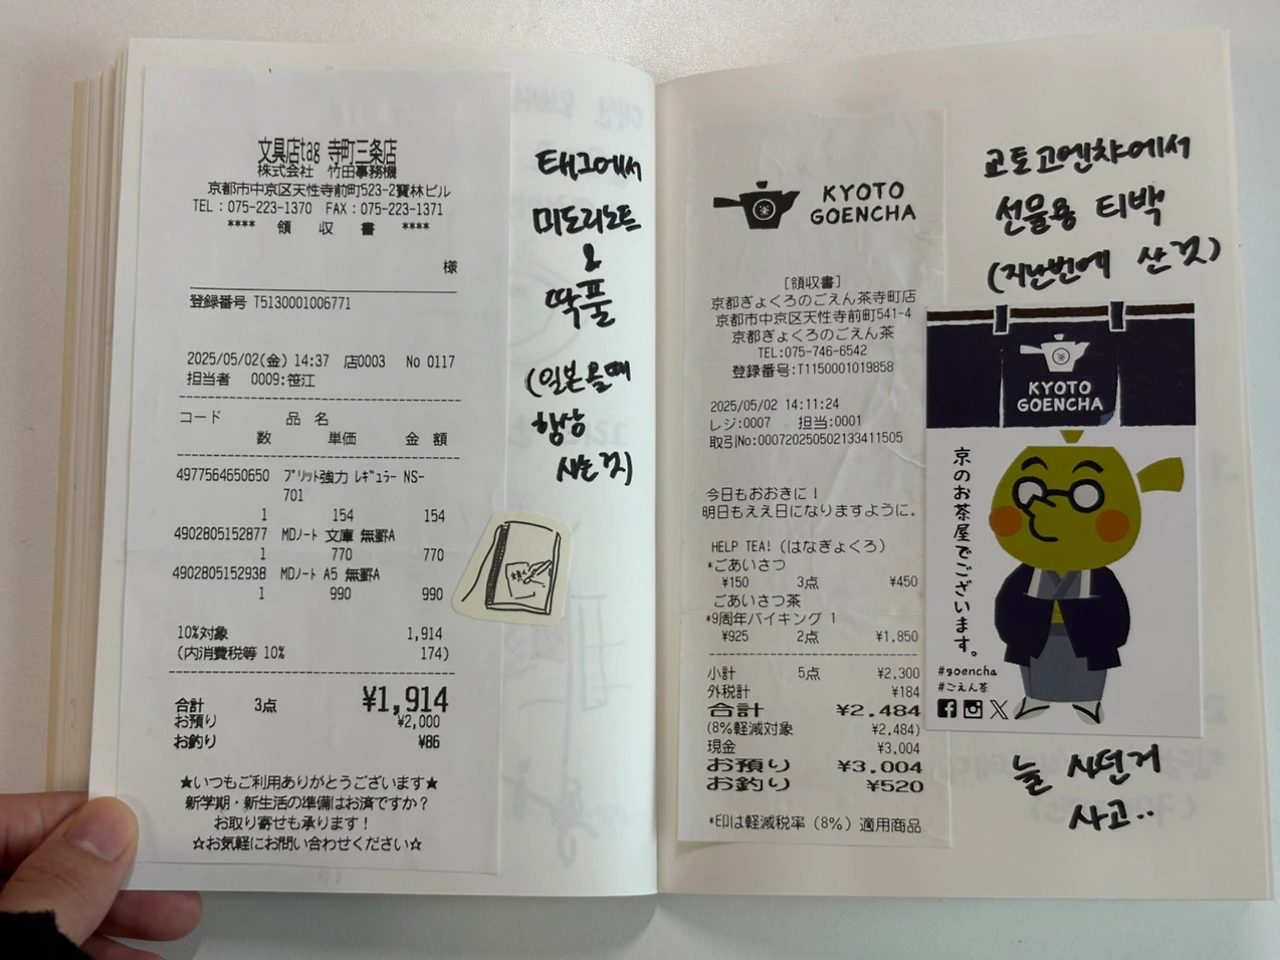 文具店tag 寺町三条店
株式会社 竹田事務機
京都市中京区天性寺前町523-2寶林ビル
TEL：075-223-1370 FAX：075-223-1371
**** 領 収 書 ****
様
登録番号 T5130001006771
2025/05/02(金) 14:37 店0003 No 0117
担当者 0009:笹江
コード 品 名
数 単価 金 額
4977564650650 プリット強力 レギュラー NS-
701
1 154 154
4902805152877 MDノート 文庫 無罫A
1 770 770
4902805152938 MDノート A5 無罫A
1 990 990
10%対象 1,914
(内消費税等 10% 174)
合計 3点 ¥1,914
お預り ¥2,000
お釣り ¥86
★いつもご利用ありがとうございます★
新学期・新生活の準備はお済ですか？
お取り寄せも承ります！
☆お気軽にお問い合わせください☆
태그에서
미도리노트
&
딱풀
(일본올때
항상
사는것)
KYOTO
GOENCHA
[領収書]
京都ぎょくろのごえん茶寺町店
京都市中京区天性寺前町541-4
京都ぎょくろのごえん茶
TEL:075-746-6542
登録番号:T1150001019858
2025/05/02 14:11:24
レジ:0007 担当:0001
取引No:000720250502133411505
今日もおおきに！
明日もええ日になりますように。
HELP TEA!（はなぎょくろ）
*ごあいさつ
¥150 3点 ¥450
ごあいさつ茶
*9周年バイキング 1
¥925 2点 ¥1,850
小計 5点 ¥2,300
外税計 ¥184
合計 ¥2,484
(8%軽減対象 ¥2,484)
現金 ¥3,004
お預り ¥3,004
お釣り ¥520
*印は軽減税率（8%）適用商品
교토고엔챠에서
선물용 티백
(지난번에 산것)
KYOTO
GOENCHA
京のお茶屋でございます。
#goencha
#ごえん茶
늘 사던거
사고..